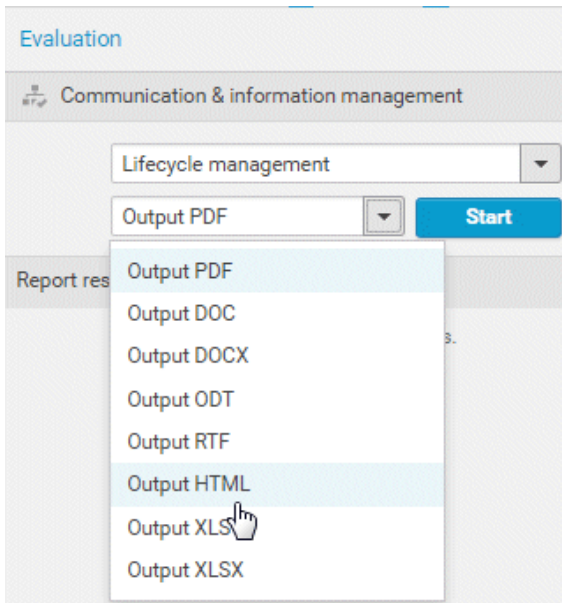 Evaluation
Communication & information management
Lifecycle management
Output PDF
Start
Output PDF
Report res
Output DOC
s.
Output DOCX
Output ODT
Output RTF
Output HTML
Output XLS
Output XLSX